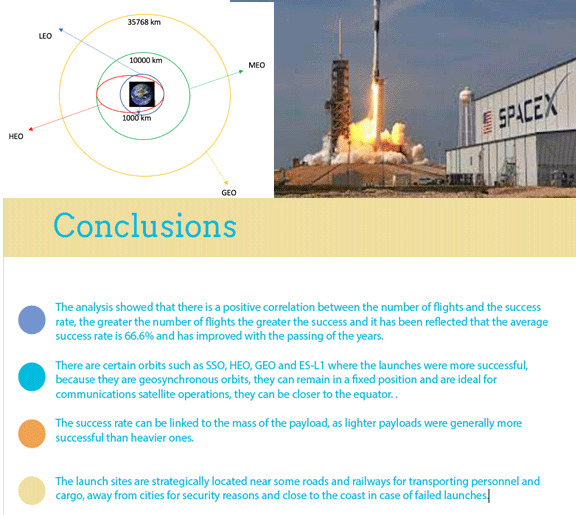 35768 km
LEO
10000 km
MEO
1000 km
HEO
GEO
SPACEX
Conclusions
The analysis showed that there is a positive correlation between the number of flights and the success
rate, the greater the number of flights the greater the success and it has been reflected that the average
success rate is 66.6% and has improved with the passing of the years.
There are certain orbits such as SSO, HEO, GEO and ES-L1 where the launches were more successful,
because they are geosynchronous orbits, they can remain in a fixed position and are ideal for
communications satellite operations, they can be closer to the equator. .
The success rate can be linked to the mass of the payload, as lighter payloads were generally more
successful than heavier ones.
The launch sites are strategically located near some roads and railways for transporting personnel and
cargo, away from cities for security reasons and close to the coast in case of failed launches.